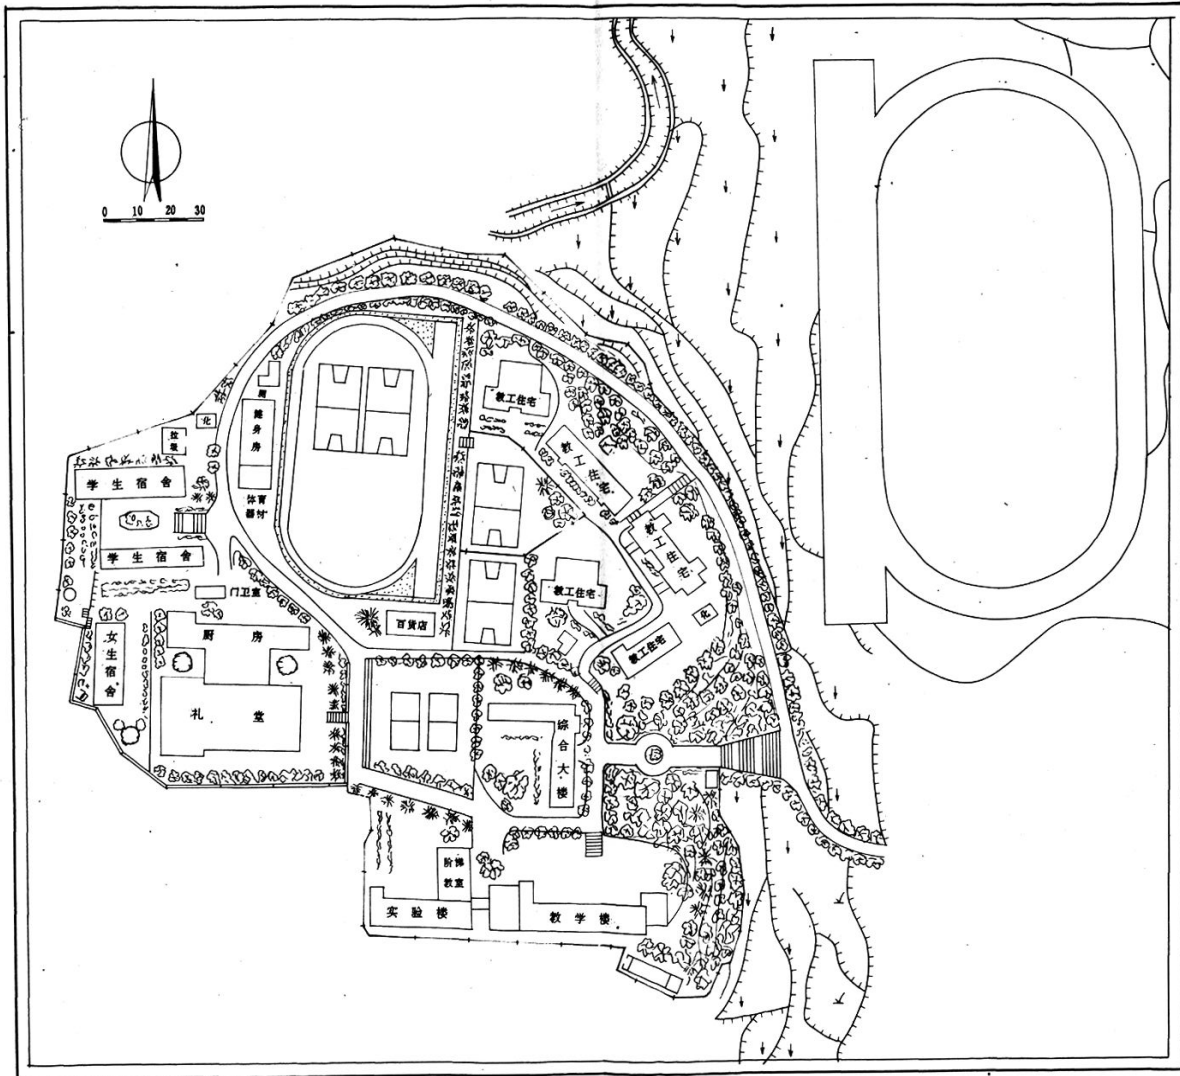 0 10 20 30
厕
教工住宅
健身房
化
垃圾
教工住宅
学生宿舍
体育
器材
教工住宅
学生宿舍
教工住宅
门卫室
化
百货店
厨房
女生宿舍
教工住宅
礼堂
综合大楼
阶梯
教室
实验楼
教学楼